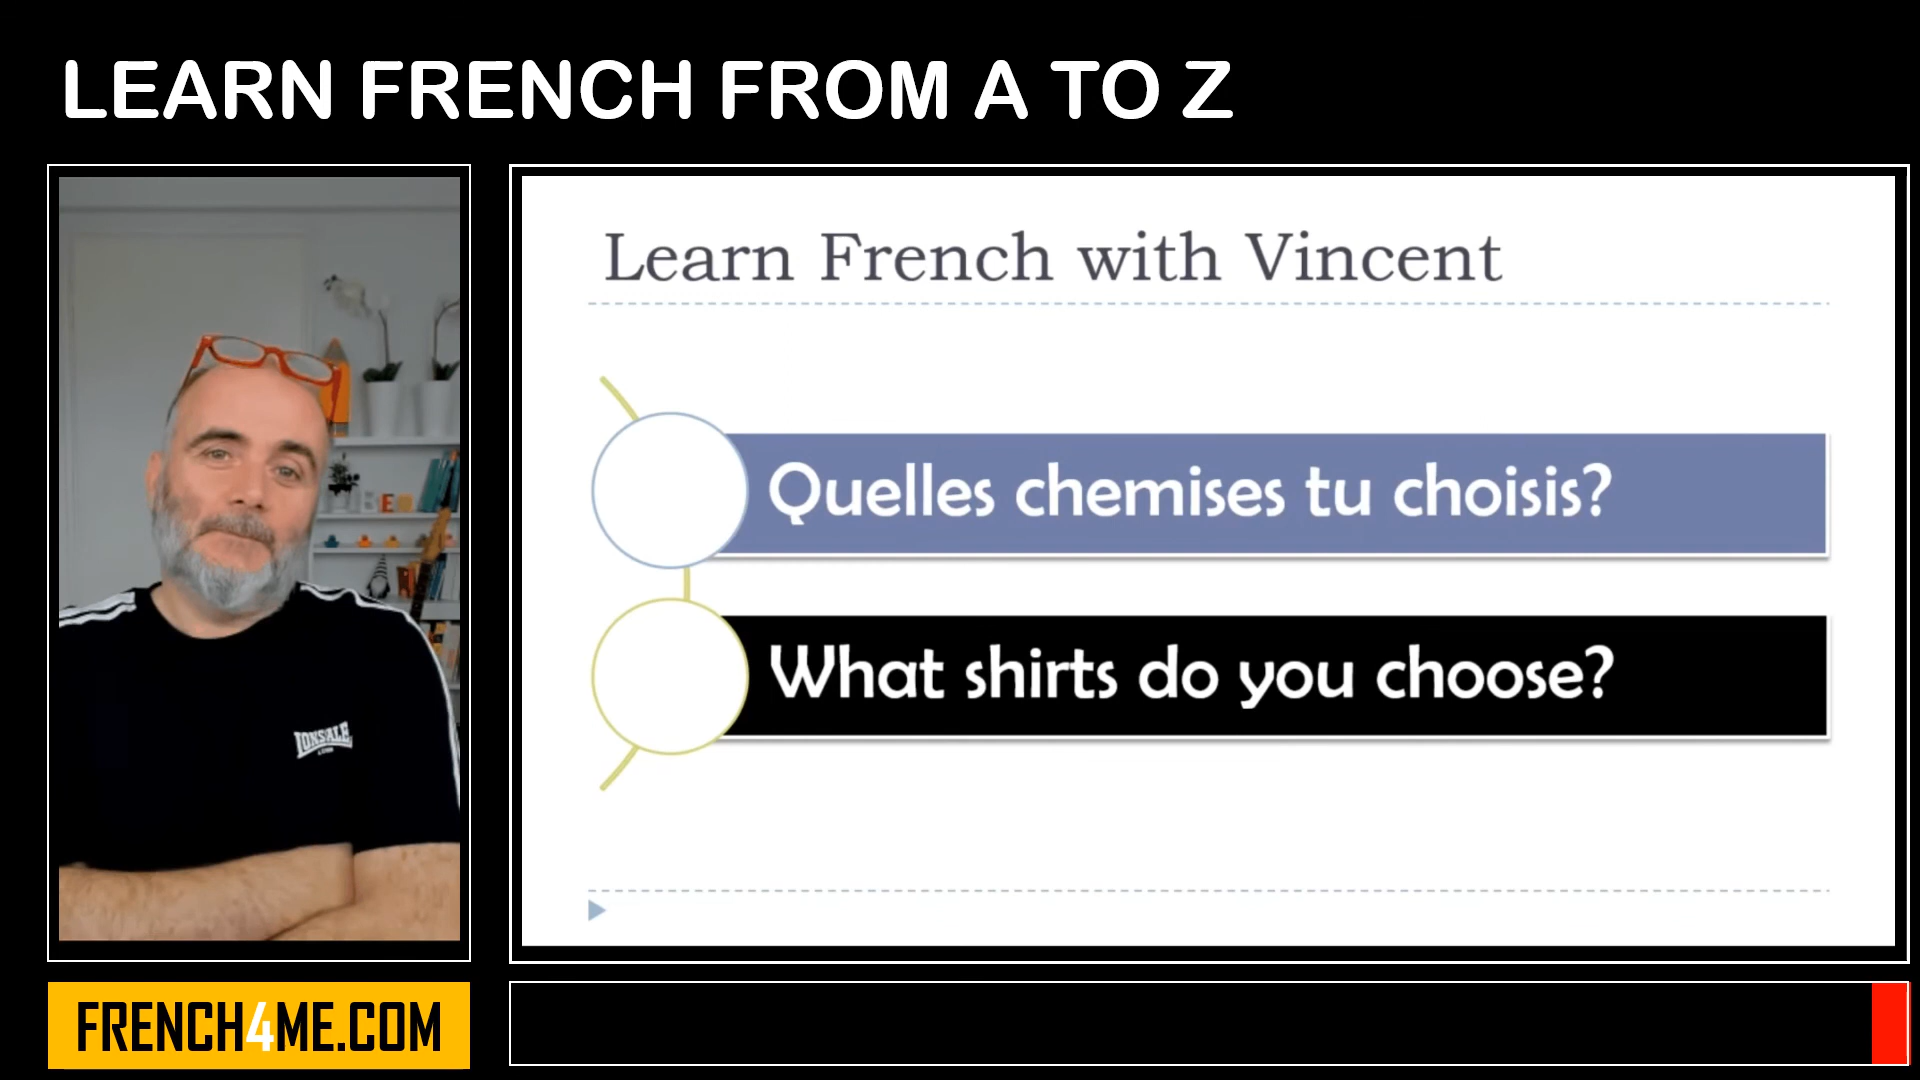 LEARN FRENCH FROM A TO Z
Learn French with Vincent
Quelles chemises tu choisis?
What shirts do you choose?
LONSDALE
FRENCH4ME.COM